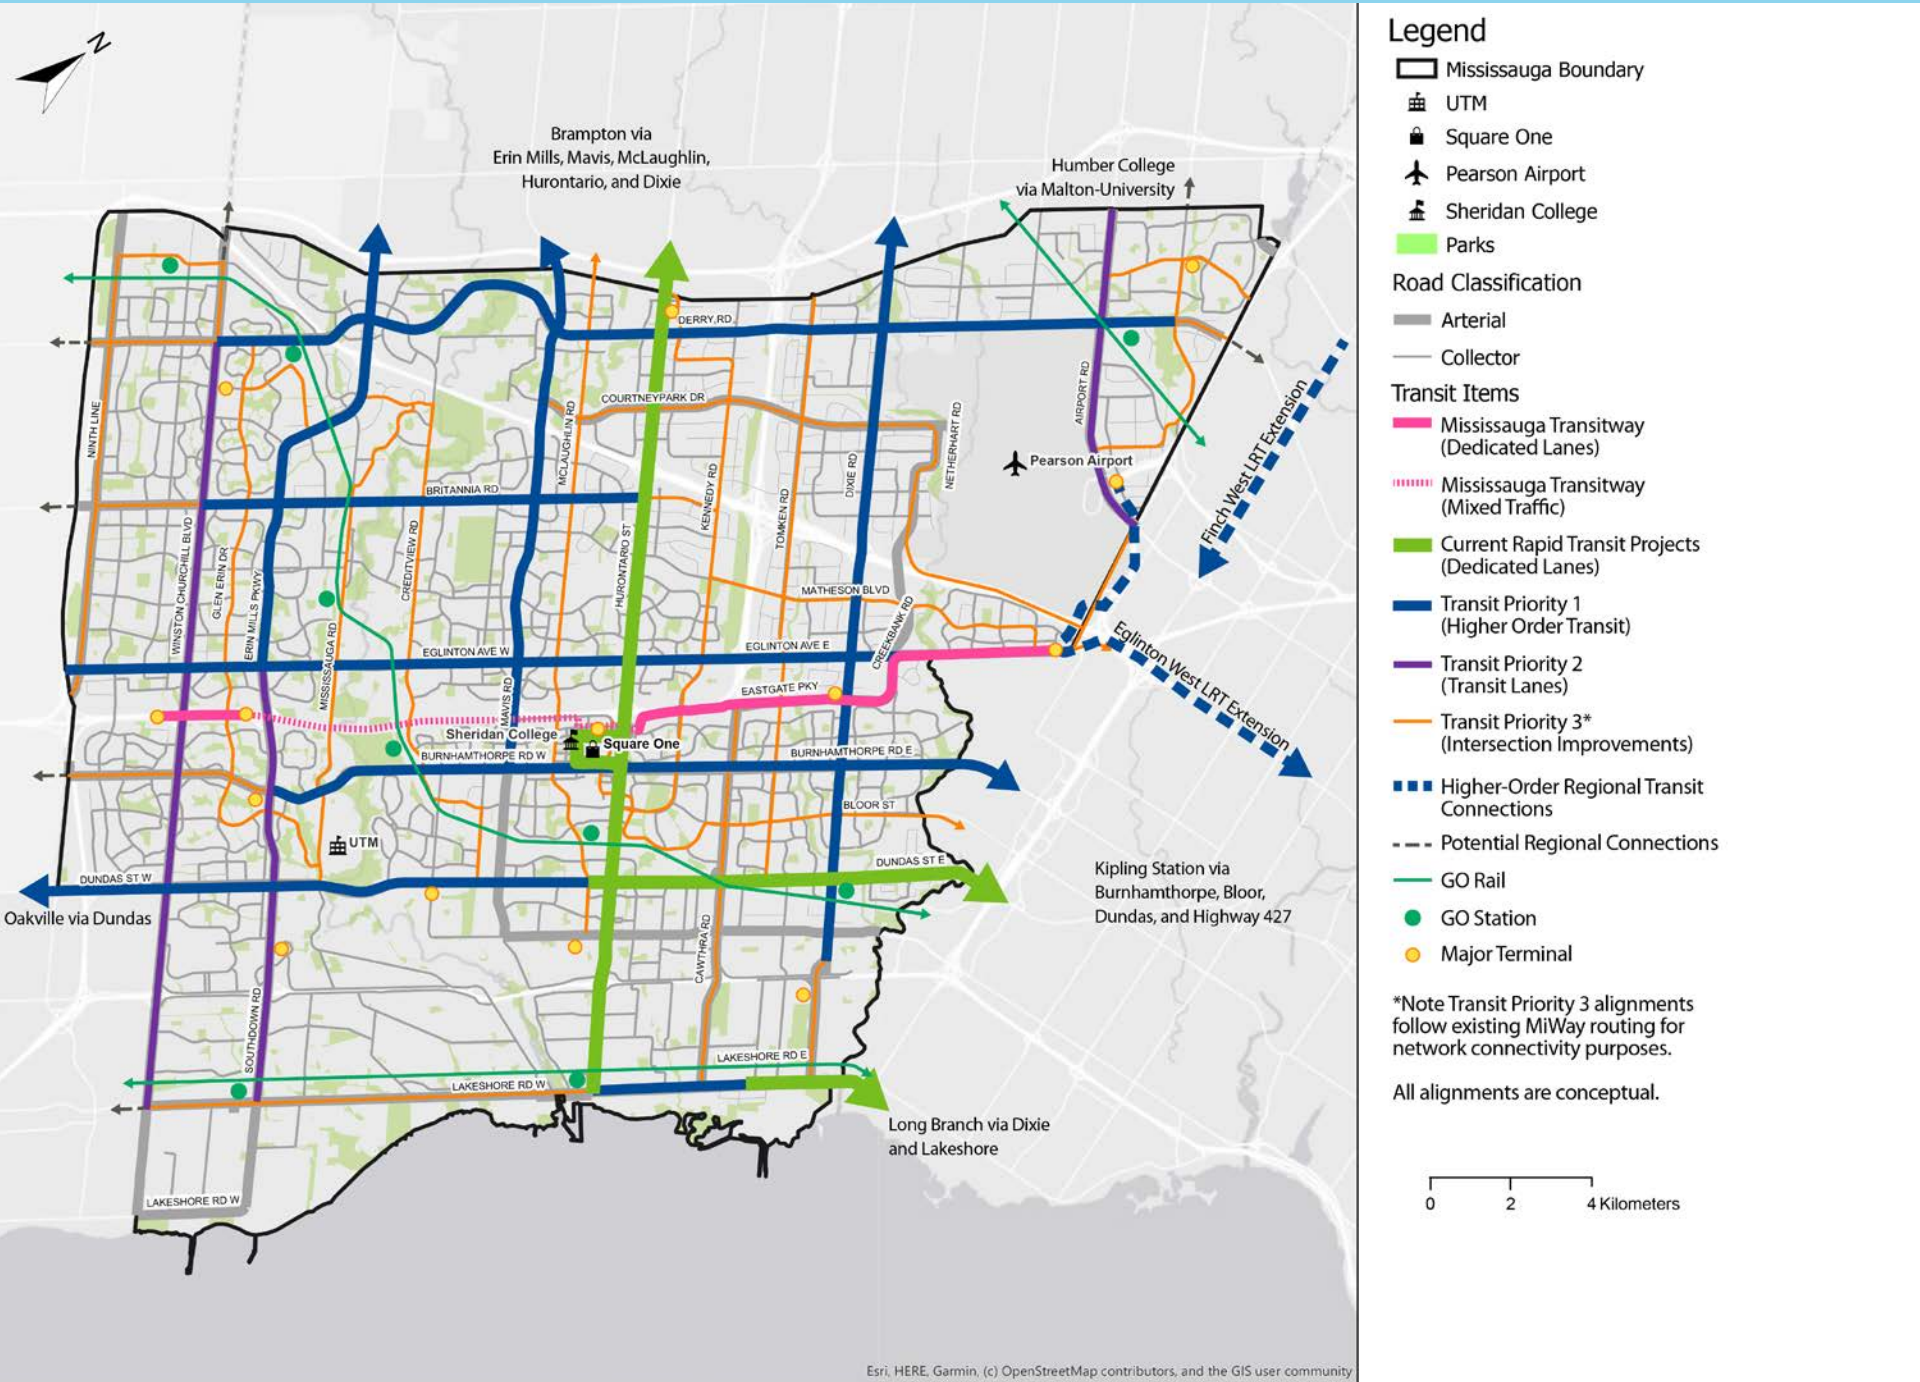 N
Brampton via
Erin Mills, Mavis, McLaughlin,
Hurontario, and Dixie
Humber College
via Malton-University
DERRY RD
COURTNEYPARK DR
NINTH LINE
MCLAUGHLIN RD
AIRPORT RD
NETHERHART RD
Pearson Airport
Finch West LRT Extension
BRITANNIA RD
KENNEDY RD
DIXIE RD
TOMKEN RD
WINSTON CHURCHILL BLVD
GLEN ERIN DR
ERIN MILLS PKWY
CREDITVIEW RD
HURONTARIO ST
MATHESON BLVD
CREEKBANK RD
MISSISSAUGA RD
EGLINTON AVE W
EGLINTON AVE E
Eglinton West LRT Extension
MAVIS RD
EASTGATE PKY
Sheridan College
Square One
BURNHAMTHORPE RD W
BURNHAMTHORPE RD E
BLOOR ST
UTM
DUNDAS ST W
DUNDAS ST E
Oakville via Dundas
Kipling Station via
Burnhamthorpe, Bloor,
Dundas, and Highway 427
CAWTHRA RD
SOUTHDOWN RD
LAKESHORE RD E
LAKESHORE RD W
Long Branch via Dixie
and Lakeshore
LAKESHORE RD W
Esri, HERE, Garmin, (c) OpenStreetMap contributors, and the GIS user community
Legend
Mississauga Boundary
UTM
Square One
Pearson Airport
Sheridan College
Parks
Road Classification
Arterial
Collector
Transit Items
Mississauga Transitway
(Dedicated Lanes)
Mississauga Transitway
(Mixed Traffic)
Current Rapid Transit Projects
(Dedicated Lanes)
Transit Priority 1
(Higher Order Transit)
Transit Priority 2
(Transit Lanes)
Transit Priority 3*
(Intersection Improvements)
Higher-Order Regional Transit
Connections
Potential Regional Connections
GO Rail
GO Station
Major Terminal
*Note Transit Priority 3 alignments
follow existing MiWay routing for
network connectivity purposes.
All alignments are conceptual.
0 2 4 Kilometers